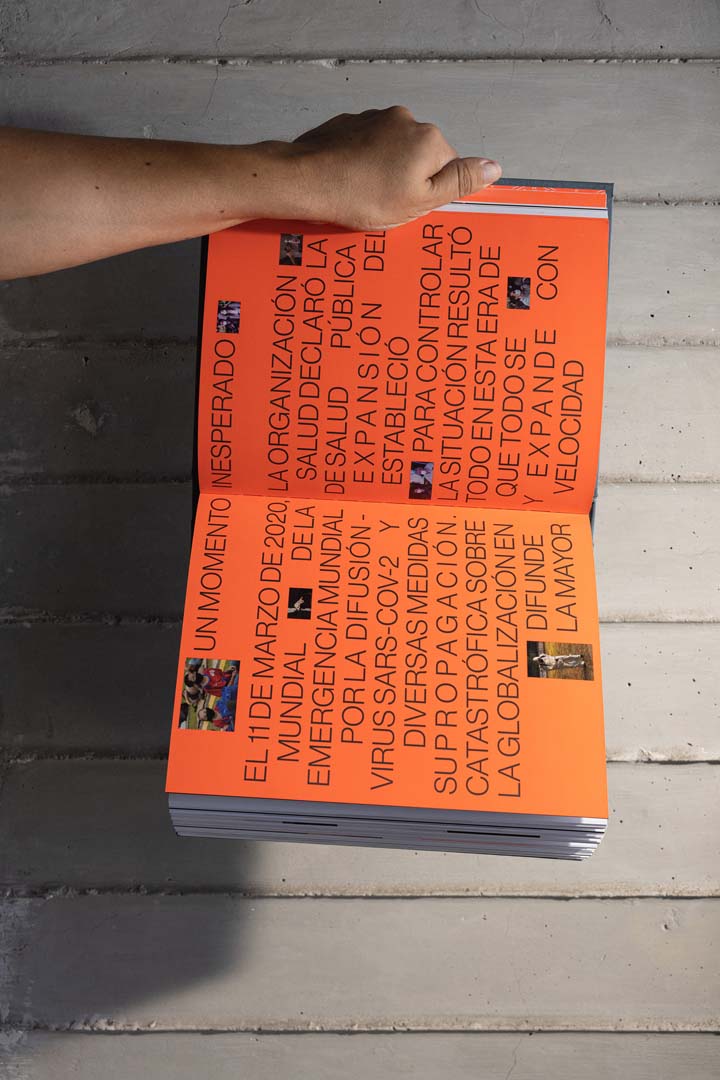 UN MOMENTO INESPERADO
EL 11 DE MARZO DE 2020, LA ORGANIZACIÓN
MUNDIAL DE LA SALUD DECLARÓ LA
EMERGENCIA MUNDIAL DE SALUD PÚBLICA
POR LA DIFUSIÓN- EXPANSIÓN DEL
VIRUS SARS-COV-2 Y ESTABLECIÓ
DIVERSAS MEDIDAS PARA CONTROLAR
SU PROPAGACIÓN. LA SITUACIÓN RESULTÓ
CATASTRÓFICA SOBRE TODO EN ESTA ERA DE
LA GLOBALIZACIÓN EN QUE TODO SE
DIFUNDE Y EXPANDE CON
LA MAYOR VELOCIDAD